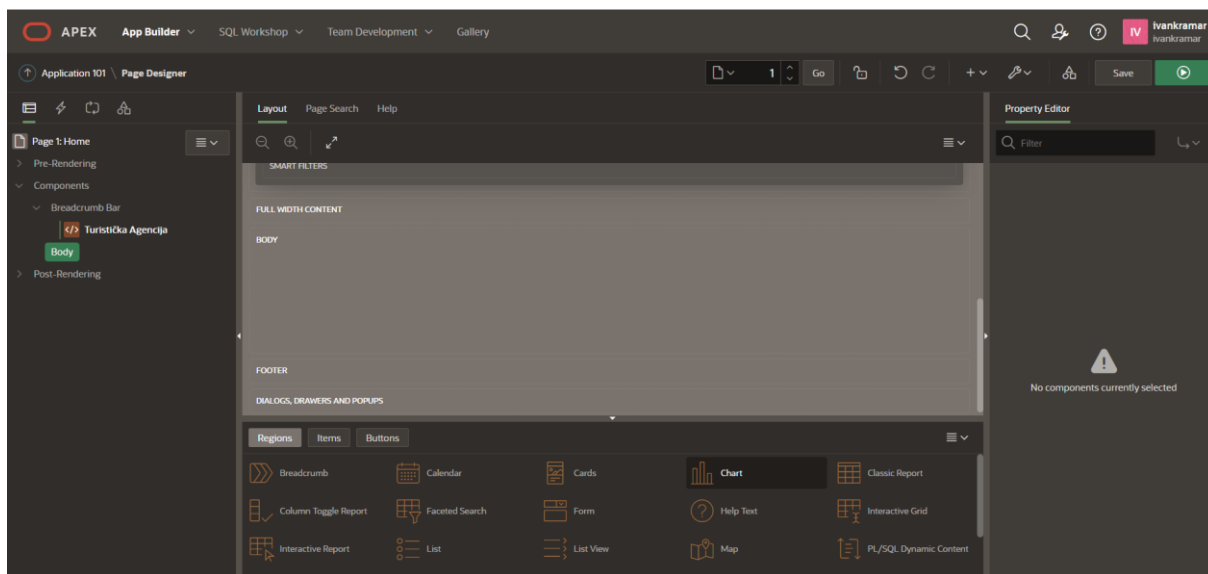 APEX App Builder SQL Workshop Team Development Gallery IV ivankramar
ivankramar
Application 101 \ Page Designer 1 Go Save
Layout Page Search Help Property Editor
Page 1: Home Filter
Pre-Rendering SMART FILTERS
Components
Breadcrumb Bar FULL WIDTH CONTENT
</> Turistička Agencija
Body BODY
Post-Rendering
FOOTER
No components currently selected
DIALOGS, DRAWERS AND POPUPS
Regions Items Buttons
Breadcrumb Calendar Cards Chart Classic Report
Column Toggle Report Faceted Search Form Help Text Interactive Grid
Interactive Report List List View Map PL/SQL Dynamic Content